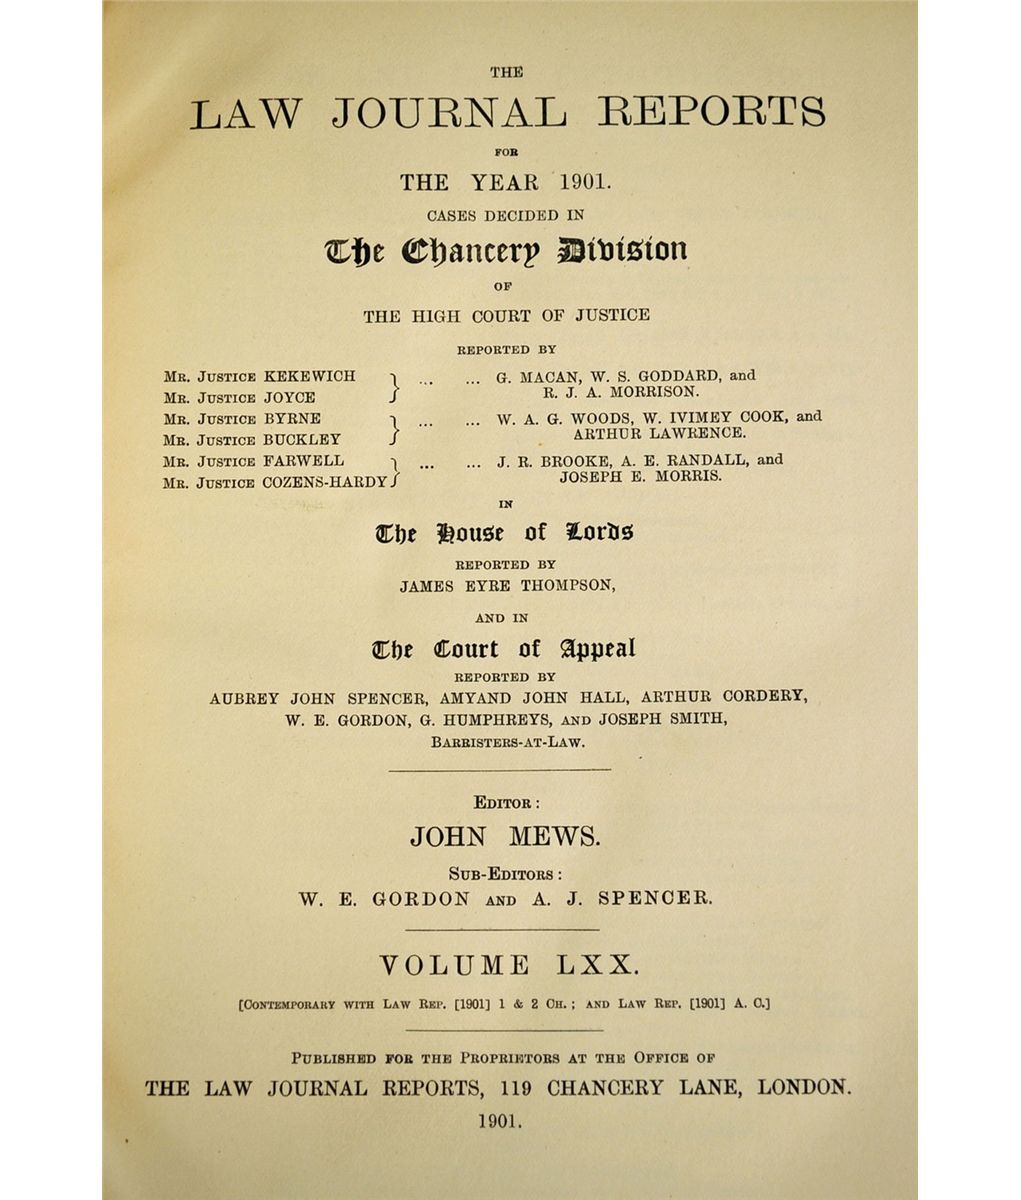 THE
LAW JOURNAL REPORTS
FOR
THE YEAR 1901.
CASES DECIDED IN
The Chancery Division
OF
THE HIGH COURT OF JUSTICE
REPORTED BY
MR. JUSTICE KEKEWICH } ... ... G. MACAN, W. S. GODDARD, and
MR. JUSTICE JOYCE R. J. A. MORRISON.
MR. JUSTICE BYRNE } ... ... W. A. G. WOODS, W. IVIMEY COOK, and
MR. JUSTICE BUCKLEY ARTHUR LAWRENCE.
MR. JUSTICE FARWELL } ... ... J. R. BROOKE, A. E. RANDALL, and
MR. JUSTICE COZENS-HARDY JOSEPH E. MORRIS.
IN
The House of Lords
REPORTED BY
JAMES EYRE THOMPSON,
AND IN
The Court of Appeal
REPORTED BY
AUBREY JOHN SPENCER, AMYAND JOHN HALL, ARTHUR CORDERY,
W. E. GORDON, G. HUMPHREYS, AND JOSEPH SMITH,
BARRISTERS-AT-LAW.
EDITOR:
JOHN MEWS.
SUB-EDITORS:
W. E. GORDON AND A. J. SPENCER.
VOLUME LXX.
[CONTEMPORARY WITH LAW REP. [1901] 1 & 2 CH.; AND LAW REP. [1901] A. C.]
PUBLISHED FOR THE PROPRIETORS AT THE OFFICE OF
THE LAW JOURNAL REPORTS, 119 CHANCERY LANE, LONDON.
1901.